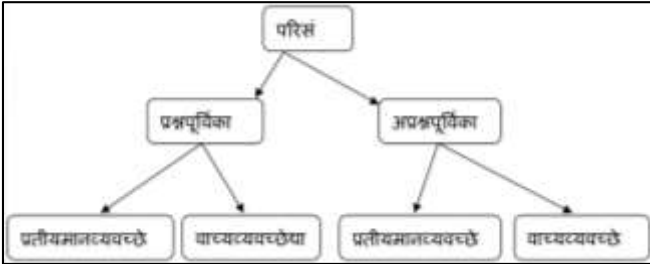 परिसं
प्रश्नपूर्विका
अप्रश्नपूर्विका
प्रतीयमानव्यवच्छे
वाच्यव्यवच्छेद्या
प्रतीयमानव्यवच्छे
वाच्यव्यवच्छे